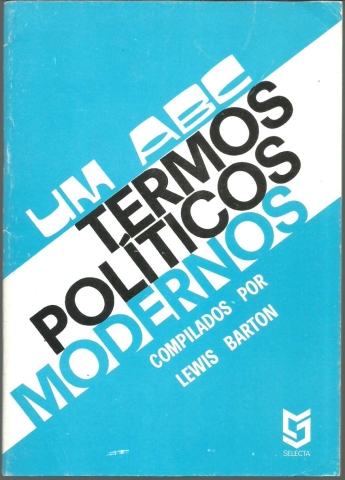 UM ABC
TERMOS
POLÍTICOS
MODERNOS
COMPILADOS POR
LEWIS BARTON
SELECTA